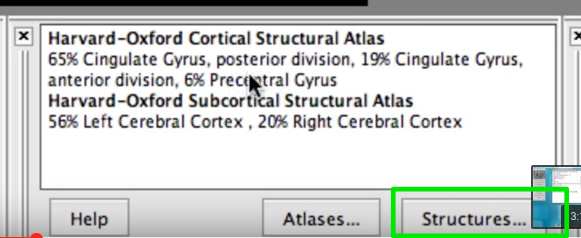 Harvard-Oxford Cortical Structural Atlas
65% Cingulate Gyrus, posterior division, 19% Cingulate Gyrus,
anterior division, 6% Precentral Gyrus
Harvard-Oxford Subcortical Structural Atlas
56% Left Cerebral Cortex , 20% Right Cerebral Cortex
Help
Atlases...
Structures...